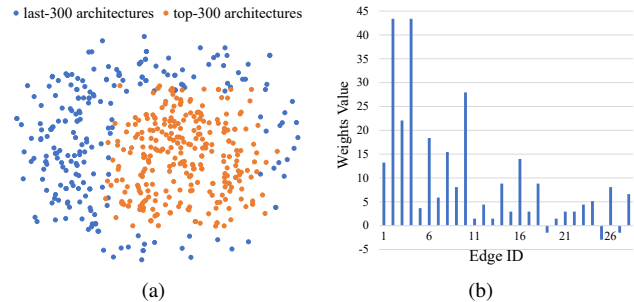 last-300 architectures top-300 architectures
(a)
45
40
35
30
25
20
15
10
5
0
-5
Weights Value
1 6 11 16 21 26
Edge ID
(b)